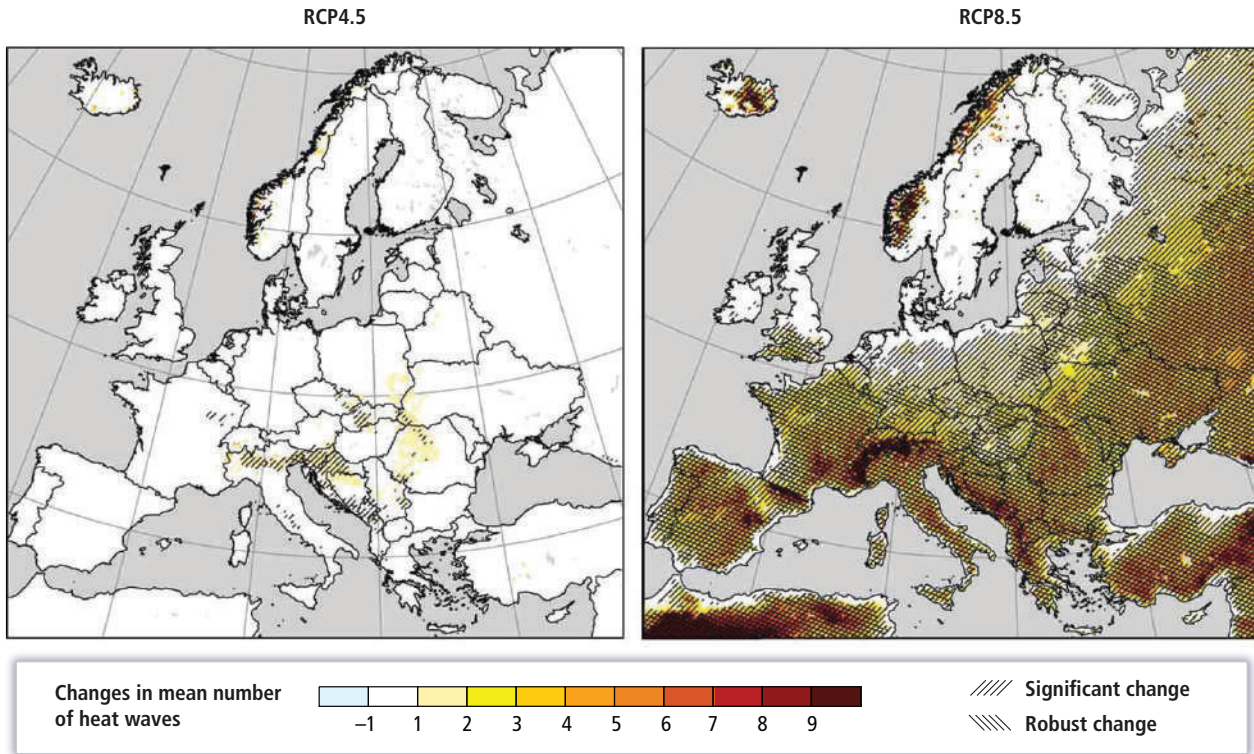 RCP4.5
RCP8.5
Changes in mean number
of heat waves
–1 1 2 3 4 5 6 7 8 9
Significant change
Robust change